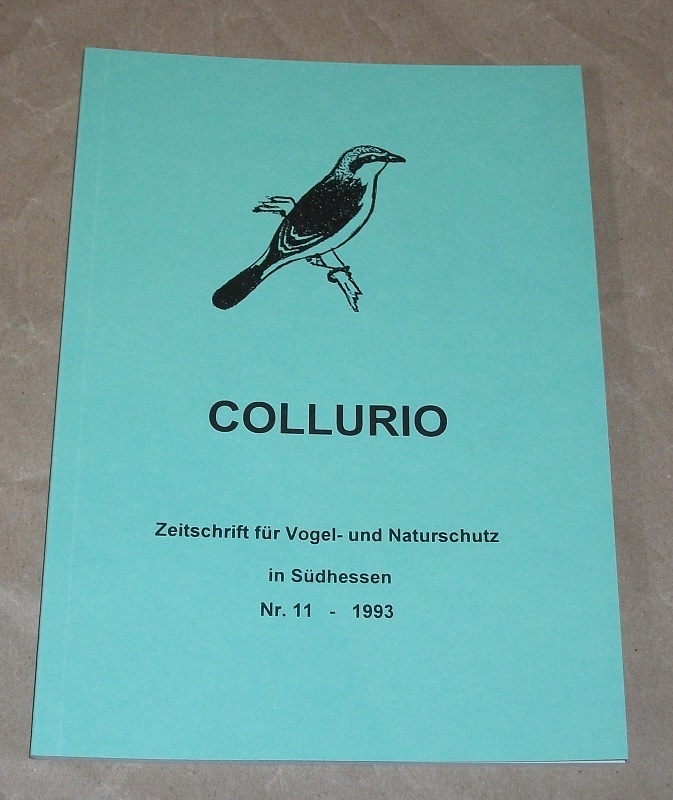 COLLURIO
Zeitschrift für Vogel- und Naturschutz
in Südhessen
Nr. 11 - 1993